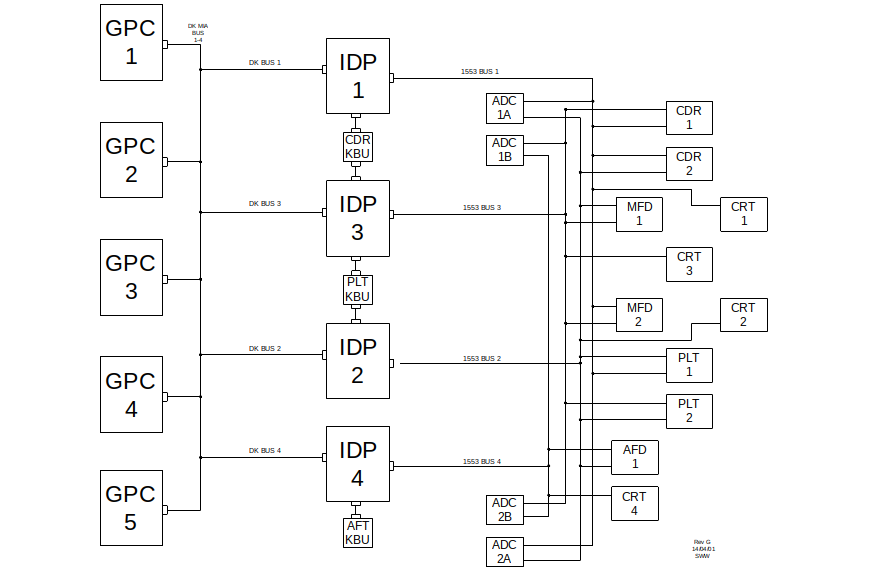 GPC
1
DK MIA
BUS
1-4
DK BUS 1
IDP
1
1553 BUS 1
ADC
1A
CDR
1
GPC
2
CDR
KBU
ADC
1B
CDR
2
DK BUS 3
IDP
3
1553 BUS 3
MFD
1
CRT
1
GPC
3
PLT
KBU
CRT
3
MFD
2
CRT
2
DK BUS 2
IDP
2
1553 BUS 2
PLT
1
GPC
4
PLT
2
DK BUS 4
IDP
4
1553 BUS 4
AFD
1
GPC
5
AFT
KBU
ADC
2B
CRT
4
ADC
2A
Rev G
14/04/01
SWW